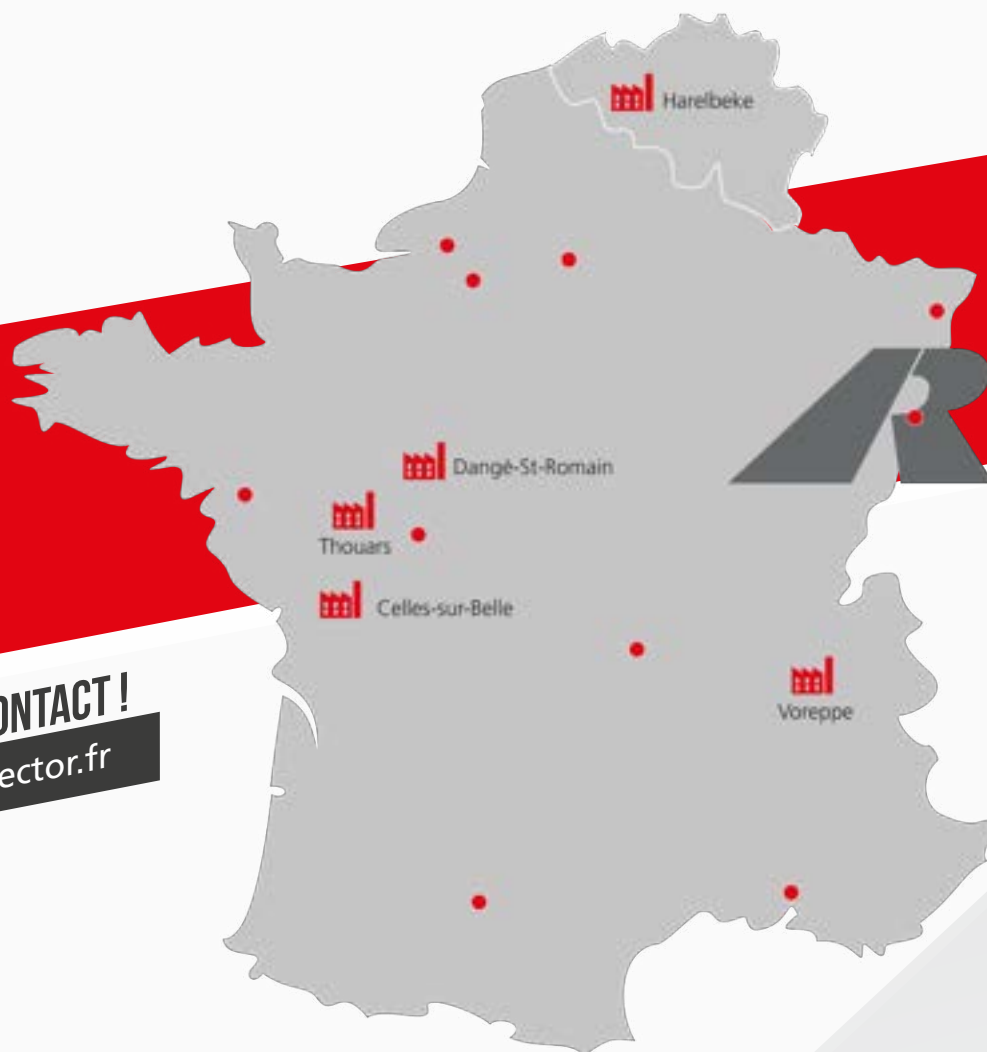 Harelbeke
Dangé-St-Romain
Thouars
Celles-sur-Belle
Voreppe
ONTACT !
ector.fr